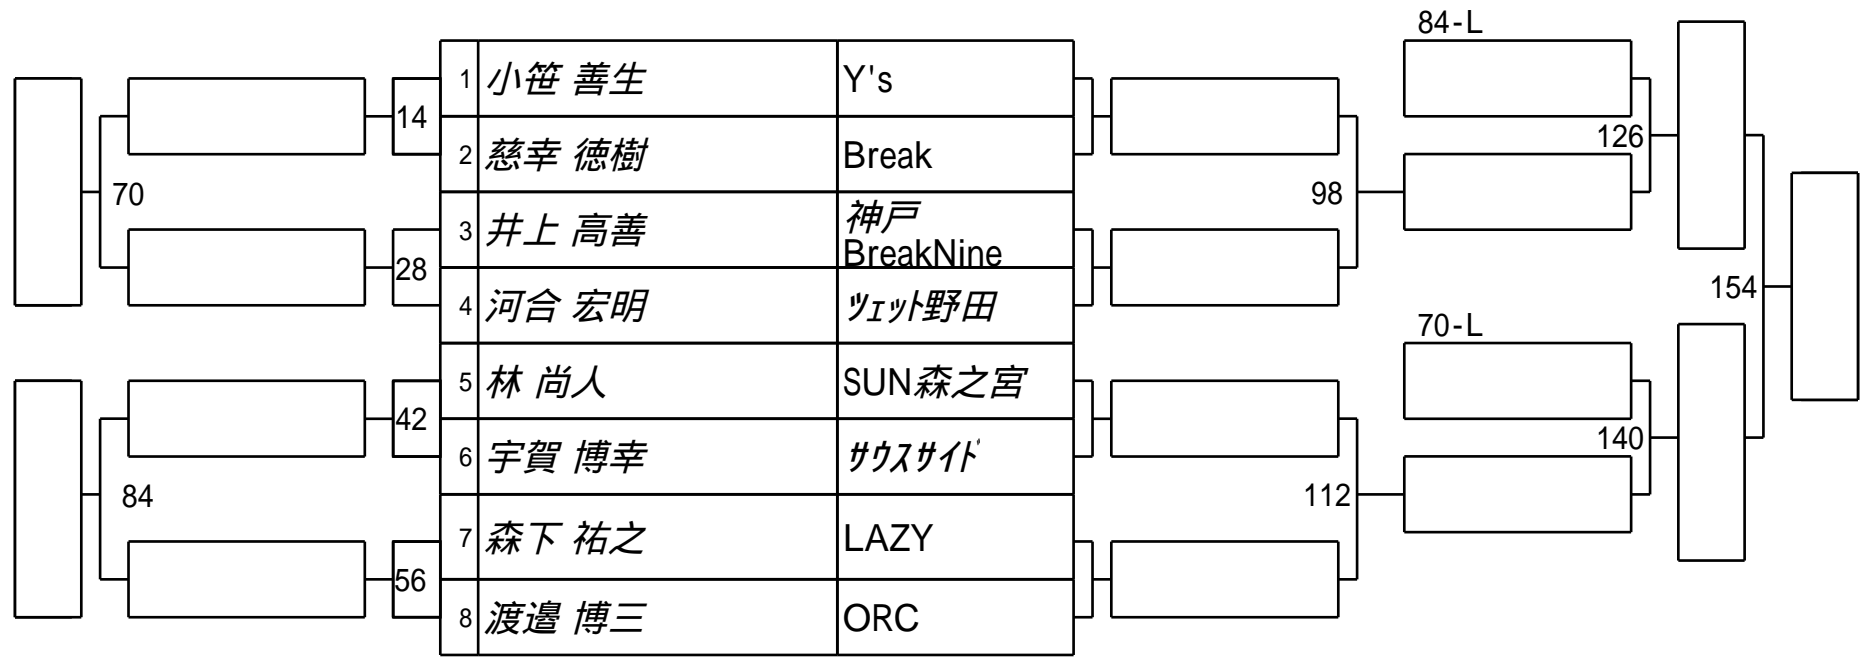 84-L
1 小笹 善生 Y's
14
2 慈幸 徳樹 Break
126
70
98
3 井上 高善 神戸
BreakNine
28
4 河合 宏明 ヅェット野田
154
70-L
5 林 尚人 SUN森之宮
42
6 宇賀 博幸 サウスサイド
140
84
112
7 森下 祐之 LAZY
56
8 渡邉 博三 ORC